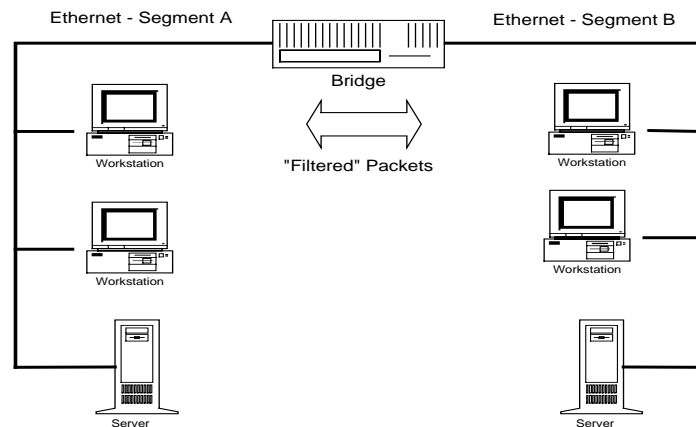 Ethernet - Segment A
Ethernet - Segment B
Bridge
"Filtered" Packets
Workstation
Workstation
Workstation
Workstation
Server
Server